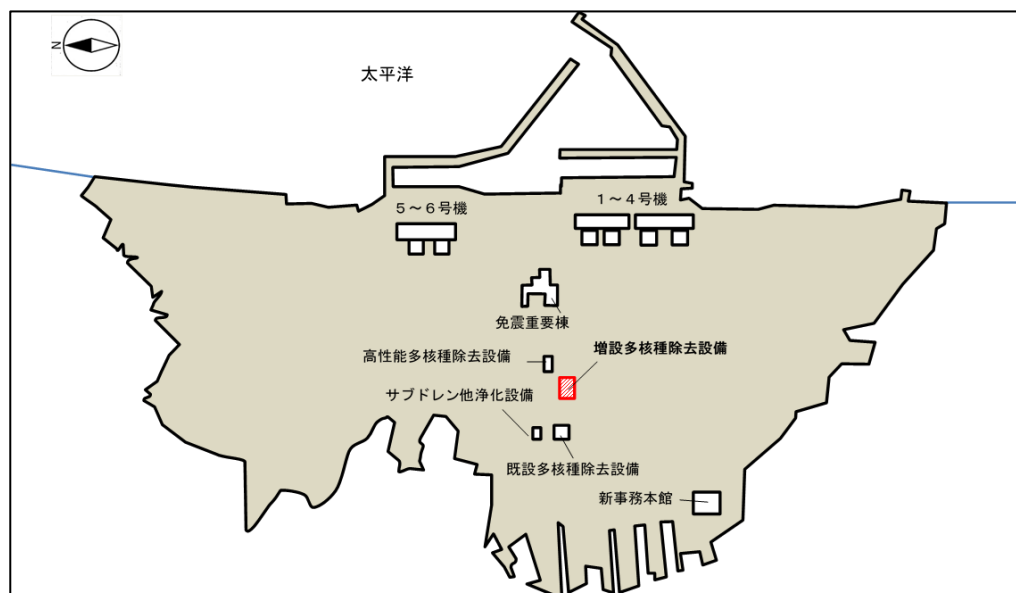 N
太平洋
5～6号機
1～4号機
免震重要棟
高性能多核種除去設備
増設多核種除去設備
サブドレン他浄化設備
既設多核種除去設備
新事務本館